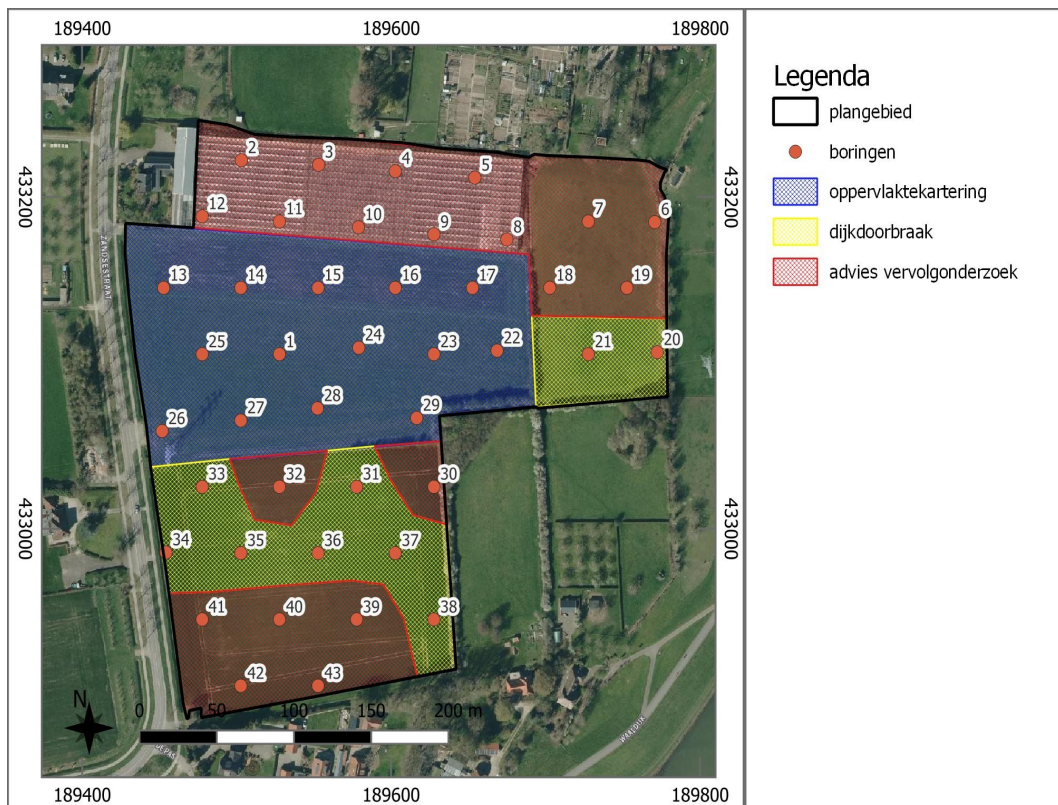 189400 189600 189800
Legenda
plangebied
boringen
oppervlaktekartering
dijkdoorbraak
advies vervolgonderzoek
433200 433200
2 3 4 5
12 11 10 9 8 7 6
13 14 15 16 17 18 19
25 1 24 23 22 21 20
26 27 28 29
33 32 31 30
34 35 36 37
41 40 39 38
42 43
433000 433000
ZANDSESTRAAT
WAALDIJK
N
0 50 100 150 200 m
189400 189600 189800